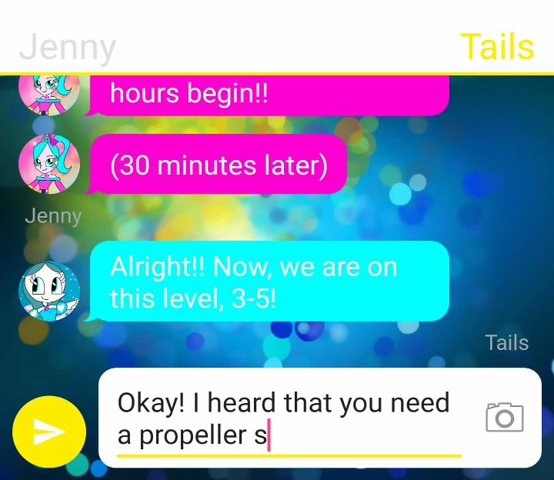 Jenny
Tails
hours begin!!
(30 minutes later)
Jenny
Alright!! Now, we are on
this level, 3-5!
Tails
Okay! I heard that you need
a propeller s